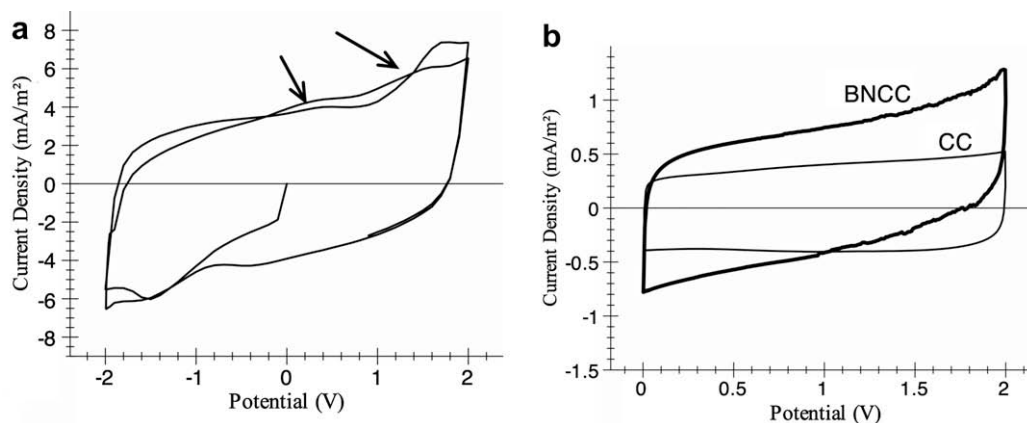 a
Current Density (mA/m²)
8
6
4
2
0
-2
-4
-6
-8
-2 -1 0 1 2
Potential (V)
b
Current Density (mA/m²)
1
0.5
0
-0.5
-1
-1.5
BNCC
CC
0 0.5 1 1.5 2
Potential (V)